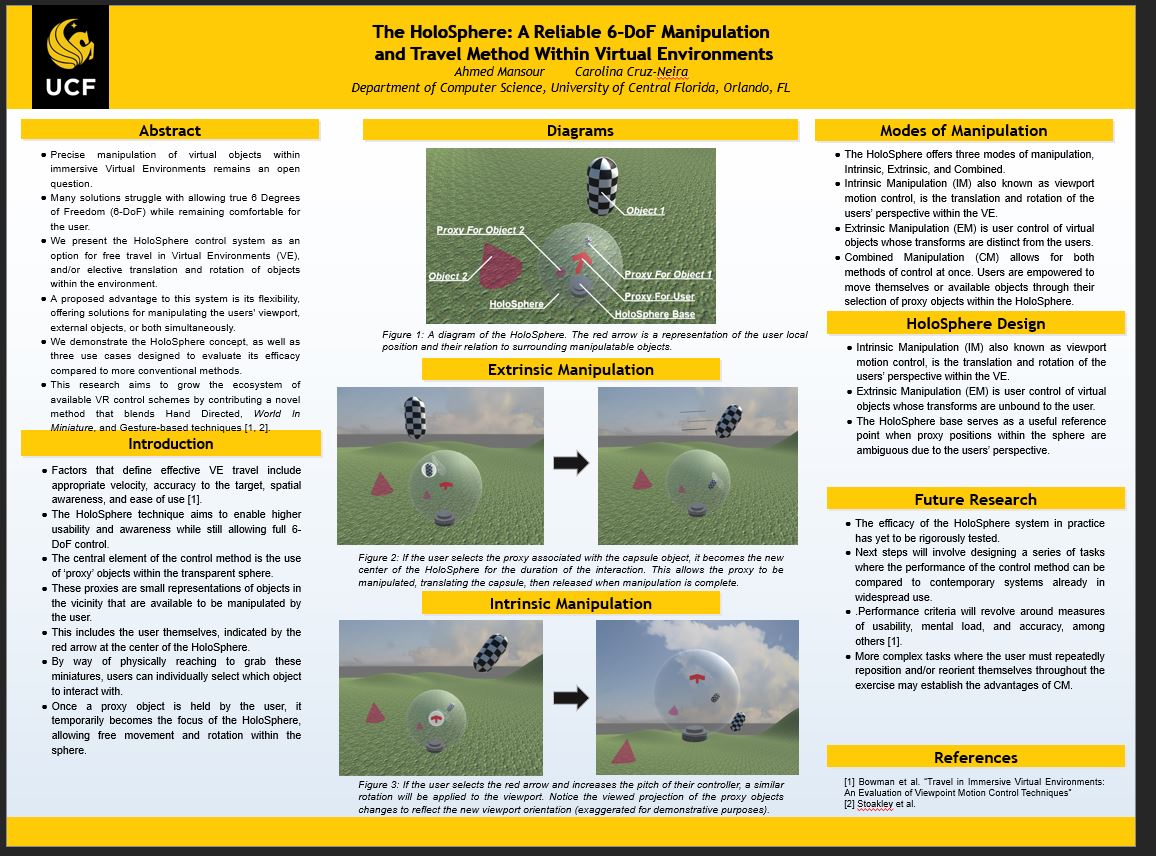 UCF
The HoloSphere: A Reliable 6-DoF Manipulation
and Travel Method Within Virtual Environments
Ahmed Mansour Carolina Cruz-Neira
Department of Computer Science, University of Central Florida, Orlando, FL
Abstract
• Precise manipulation of virtual objects within
immersive Virtual Environments remains an open
question.
• Many solutions struggle with allowing true 6 Degrees
of Freedom (6-DoF) while remaining comfortable for
the user.
• We present the HoloSphere control system as an
option for free travel in Virtual Environments (VE),
and/or elective translation and rotation of objects
within the environment.
• A proposed advantage to this system is its flexibility,
offering solutions for manipulating the users' viewport,
external objects, or both simultaneously.
• We demonstrate the HoloSphere concept, as well as
three use cases designed to evaluate its efficacy
compared to more conventional methods.
• This research aims to grow the ecosystem of
available VR control schemes by contributing a novel
method that blends Hand Directed, World In
Miniature, and Gesture-based techniques [1, 2].
Introduction
• Factors that define effective VE travel include
appropriate velocity, accuracy to the target, spatial
awareness, and ease of use [1].
• The HoloSphere technique aims to enable higher
usability and awareness while still allowing full 6-
DoF control.
• The central element of the control method is the use
of 'proxy' objects within the transparent sphere.
• These proxies are small representations of objects in
the vicinity that are available to be manipulated by
the user.
• This includes the user themselves, indicated by the
red arrow at the center of the HoloSphere.
• By way of physically reaching to grab these
miniatures, users can individually select which object
to interact with.
• Once a proxy object is held by the user, it
temporarily becomes the focus of the HoloSphere,
allowing free movement and rotation within the
sphere.
Diagrams
Object 1
Proxy For Object 2
Object 2
Proxy For Object 1
Proxy For User
HoloSphere
HoloSphere Base
Figure 1: A diagram of the HoloSphere. The red arrow is a representation of the user local
position and their relation to surrounding manipulatable objects.
Extrinsic Manipulation
Figure 2: If the user selects the proxy associated with the capsule object, it becomes the new
center of the HoloSphere for the duration of the interaction. This allows the proxy to be
manipulated, translating the capsule, then released when manipulation is complete.
Intrinsic Manipulation
Figure 3: If the user selects the red arrow and increases the pitch of their controller, a similar
rotation will be applied to the viewport. Notice the viewed projection of the proxy objects
changes to reflect the new viewport orientation (exaggerated for demonstrative purposes).
Modes of Manipulation
• The HoloSphere offers three modes of manipulation,
Intrinsic, Extrinsic, and Combined.
• Intrinsic Manipulation (IM) also known as viewport
motion control, is the translation and rotation of the
users' perspective within the VE.
• Extrinsic Manipulation (EM) is user control of virtual
objects whose transforms are distinct from the users.
• Combined Manipulation (CM) allows for both
methods of control at once. Users are empowered to
move themselves or available objects through their
selection of proxy objects within the HoloSphere.
HoloSphere Design
• Intrinsic Manipulation (IM) also known as viewport
motion control, is the translation and rotation of the
users' perspective within the VE.
• Extrinsic Manipulation (EM) is user control of virtual
objects whose transforms are unbound to the user.
• The HoloSphere base serves as a useful reference
point when proxy positions within the sphere are
ambiguous due to the users' perspective.
Future Research
• The efficacy of the HoloSphere system in practice
has yet to be rigorously tested.
• Next steps will involve designing a series of tasks
where the performance of the control method can be
compared to contemporary systems already in
widespread use.
• .Performance criteria will revolve around measures
of usability, mental load, and accuracy, among
others [1].
• More complex tasks where the user must repeatedly
reposition and/or reorient themselves throughout the
exercise may establish the advantages of CM.
References
[1] Bowman et al. "Travel in Immersive Virtual Environments:
An Evaluation of Viewpoint Motion Control Techniques"
[2] Stoakley et al.